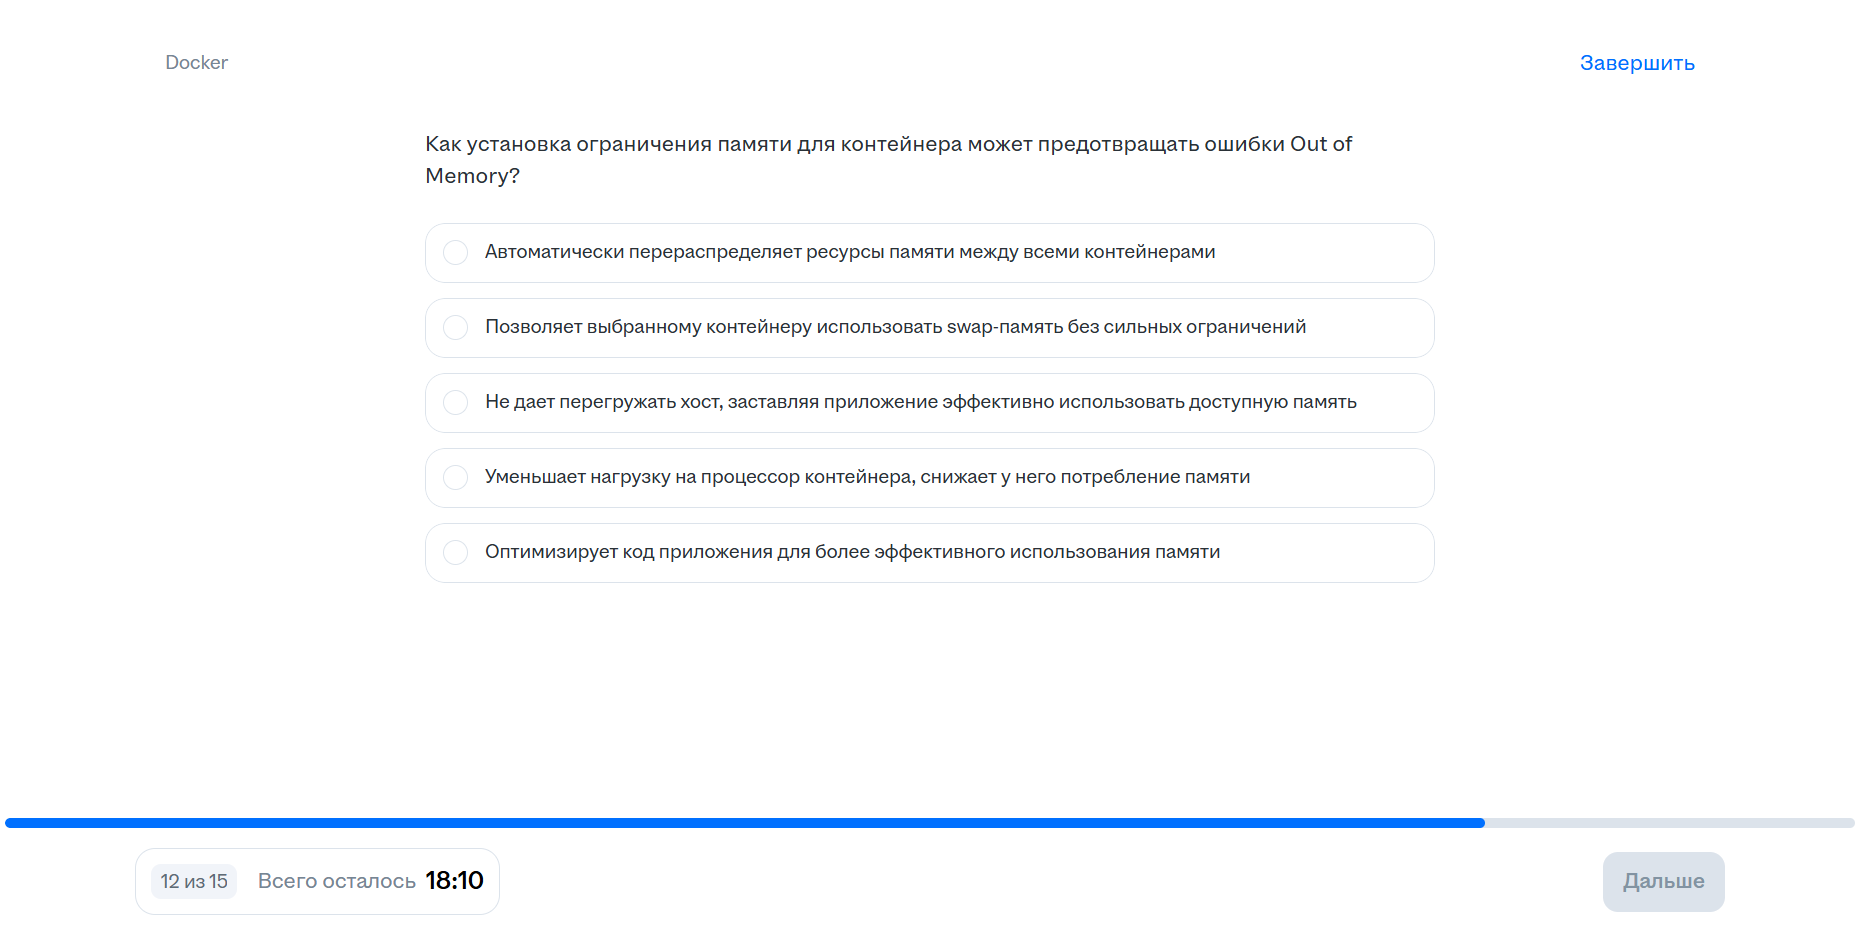 Docker
Завершить
Как установка ограничения памяти для контейнера может предотвращать ошибки Out of
Memory?
Автоматически перераспределяет ресурсы памяти между всеми контейнерами
Позволяет выбранному контейнеру использовать swap-память без сильных ограничений
Не дает перегружать хост, заставляя приложение эффективно использовать доступную память
Уменьшает нагрузку на процессор контейнера, снижает у него потребление памяти
Оптимизирует код приложения для более эффективного использования памяти
12 из 15 Всего осталось 18:10
Дальше